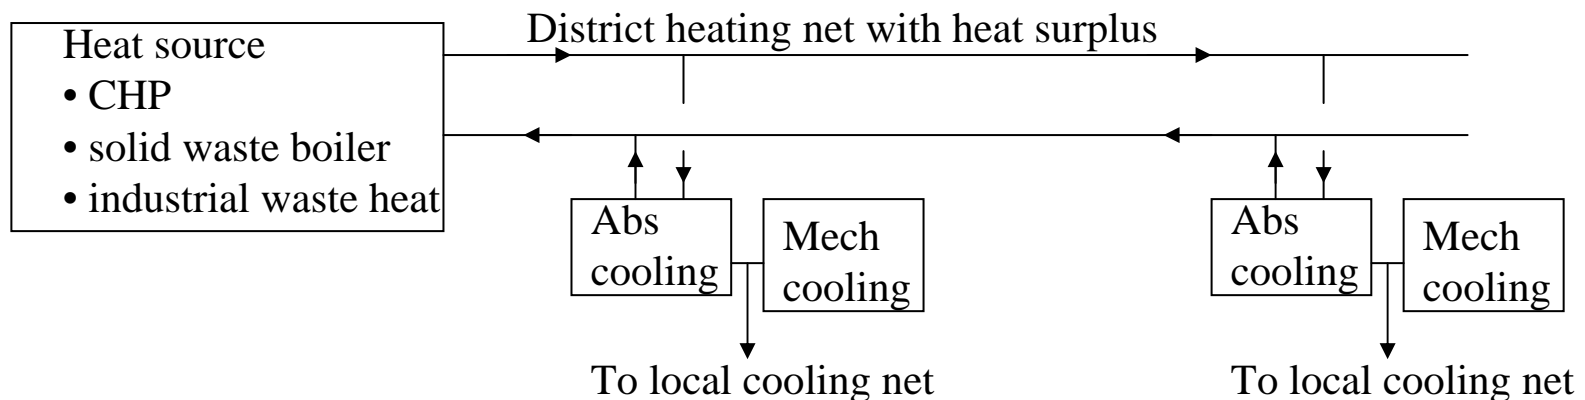 District heating net with heat surplus
Heat source
• CHP
• solid waste boiler
• industrial waste heat
Abs
cooling
Mech
cooling
To local cooling net
Abs
cooling
Mech
cooling
To local cooling net